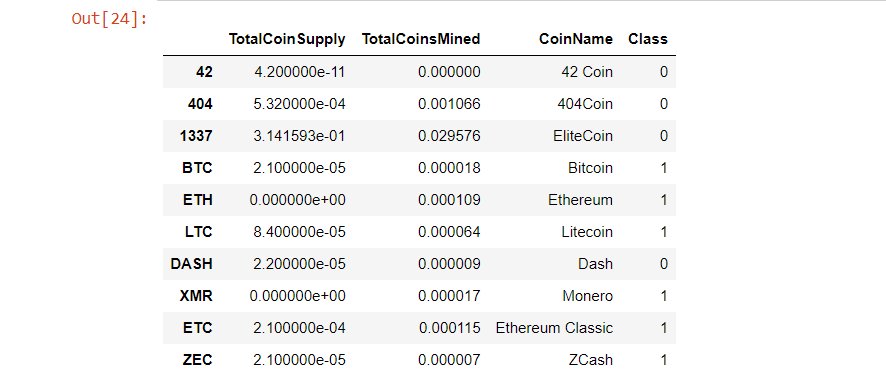 Out[24]:
TotalCoinSupply TotalCoinsMined CoinName Class
42 4.200000e-11 0.000000 42 Coin 0
404 5.320000e-04 0.001066 404Coin 0
1337 3.141593e-01 0.029576 EliteCoin 0
BTC 2.100000e-05 0.000018 Bitcoin 1
ETH 0.000000e+00 0.000109 Ethereum 1
LTC 8.400000e-05 0.000064 Litecoin 1
DASH 2.200000e-05 0.000009 Dash 0
XMR 0.000000e+00 0.000017 Monero 1
ETC 2.100000e-04 0.000115 Ethereum Classic 1
ZEC 2.100000e-05 0.000007 ZCash 1